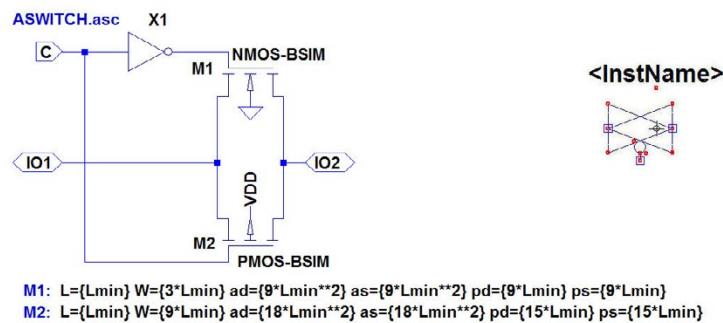 ASWITCH.asc
X1
C
NMOS-BSIM
M1
<InstName>
IO1
IO2
VDD
M2
PMOS-BSIM
M1: L={Lmin} W={3*Lmin} ad={9*Lmin**2} as={9*Lmin**2} pd={9*Lmin} ps={9*Lmin}
M2: L={Lmin} W={9*Lmin} ad={18*Lmin**2} as={18*Lmin**2} pd={15*Lmin} ps={15*Lmin}